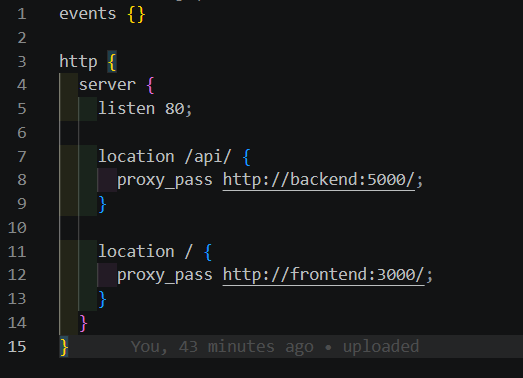 1 events {}
2
3 http {
4   server {
5     listen 80;
6
7     location /api/ {
8       proxy_pass http://backend:5000/;
9     }
10
11     location / {
12       proxy_pass http://frontend:3000/;
13     }
14   }
15 }      You, 43 minutes ago • uploaded